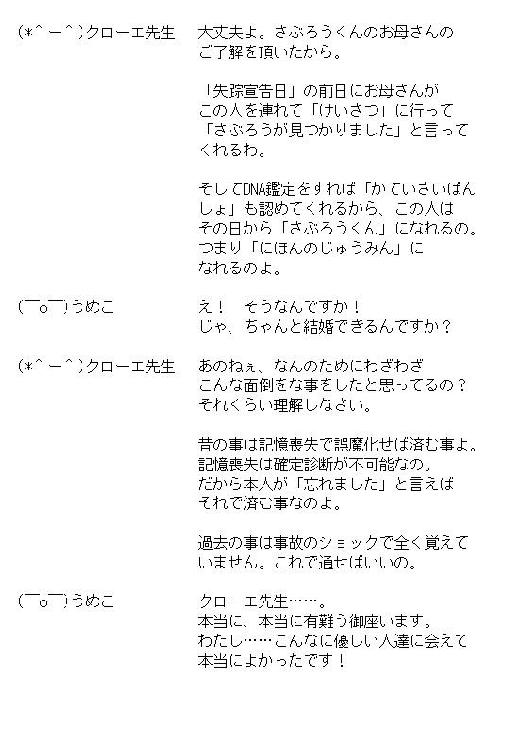 (*^ー^)クローエ先生　大丈夫よ。さぶろうくんのお母さんの
ご了解を頂いたから。
「失踪宣告日」の前日にお母さんが
この人を連れて「けいさつ」に行って
「さぶろうが見つかりました」と言って
くれるわ。
そしてDNA鑑定をすれば「かていさいばん
しょ」も認めてくれるから、この人は
その日から「さぶろうくん」になれるの。
つまり「にほんのじゅうみん」に
なれるのよ。
(￣o￣)うめこ　え！　そうなんですか！
じゃ、ちゃんと結婚できるんですか？
(*^ー^)クローエ先生　あのねぇ、なんのためにわざわざ
こんな面倒をな事をしたと思ってるの？
それくらい理解しなさい。
昔の事は記憶喪失で誤魔化せば済む事よ。
記憶喪失は確定診断が不可能なの。
だから本人が「忘れました」と言えば
それで済む事なのよ。
過去の事は事故のショックで全く覚えて
いません。これで通せばいいの。
(￣o￣)うめこ　クローエ先生……。
本当に、本当に有難う御座います。
わたし……こんなに優しい人達に会えて
本当によかったです！